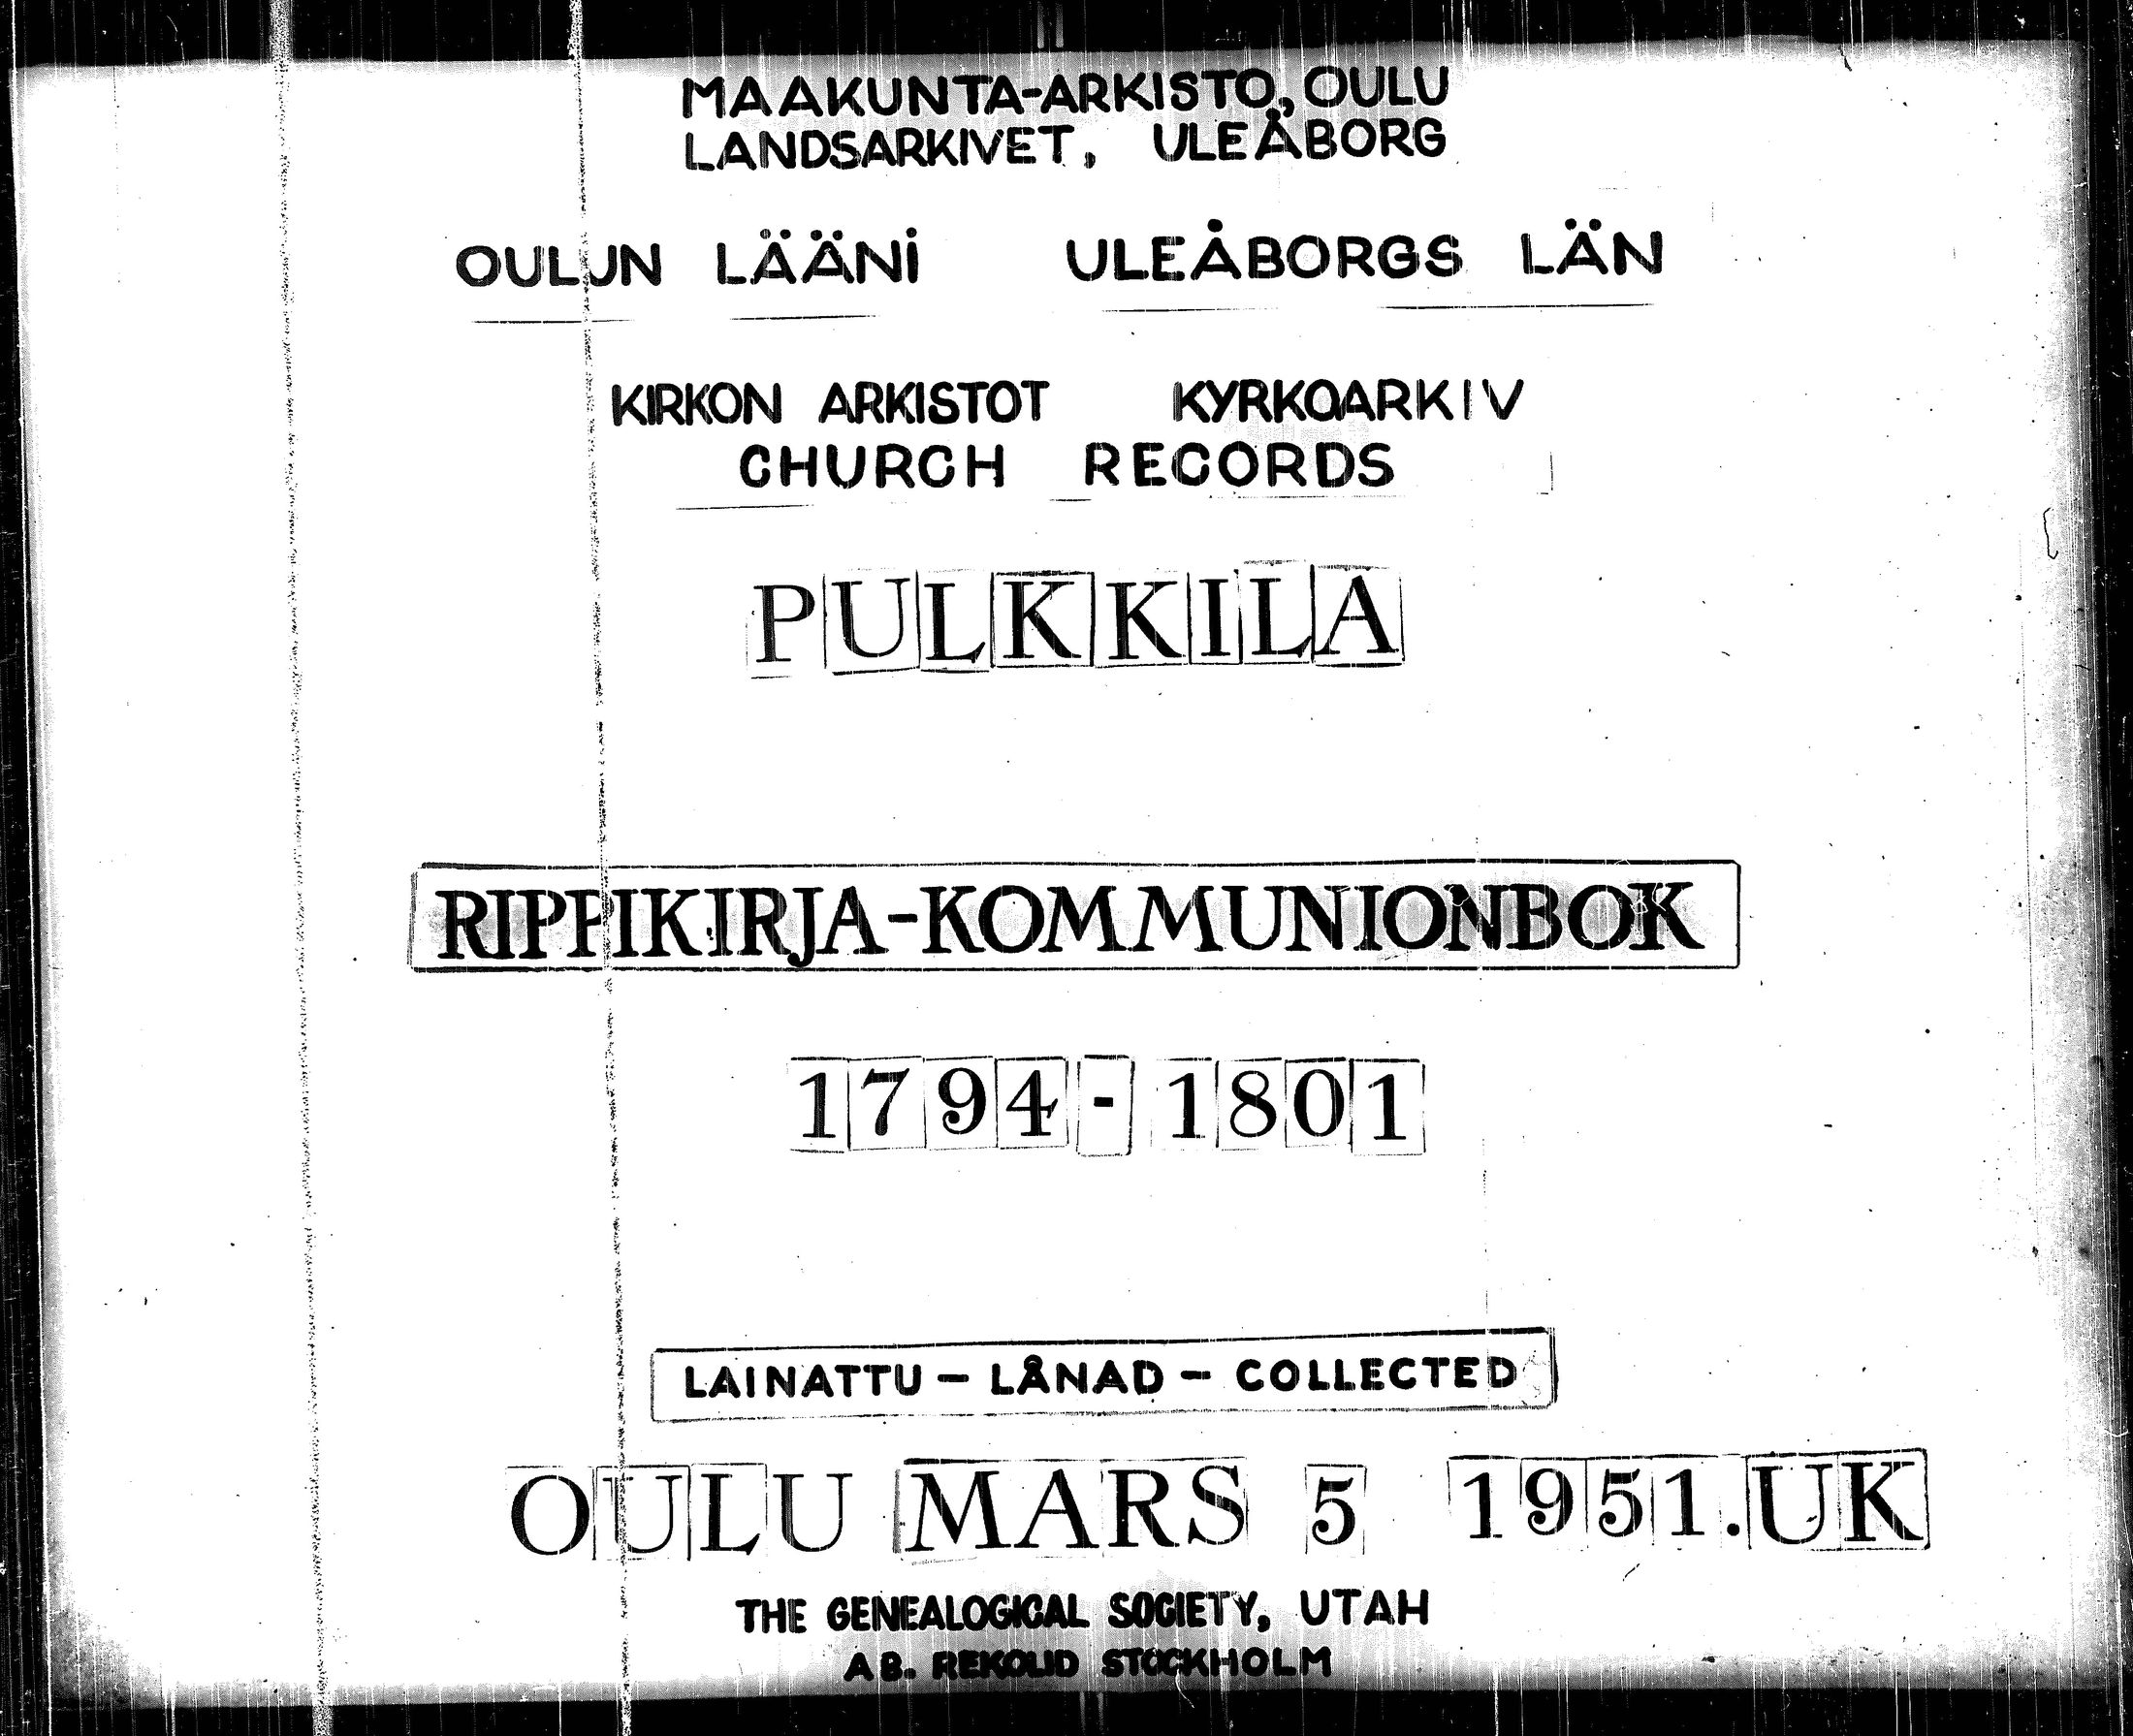 MAAKUNTA-ARKISTO, OULU
LANDSARKIVET, ULEÅBORG
OULUN LÄÄNI ULEÅBORGS LÄN
KIRKON ARKISTOT KYRKOARKIV
CHURCH RECORDS
PULKKILA
RIPPIKIRJA-KOMMUNIONBOK
1794-1801
LAINATTU - LÅNAD - COLLECTED
OULU MARS 5 1951.UK
THE GENEALOGICAL SOCIETY, UTAH
AB. REKOLID STOCKHOLM